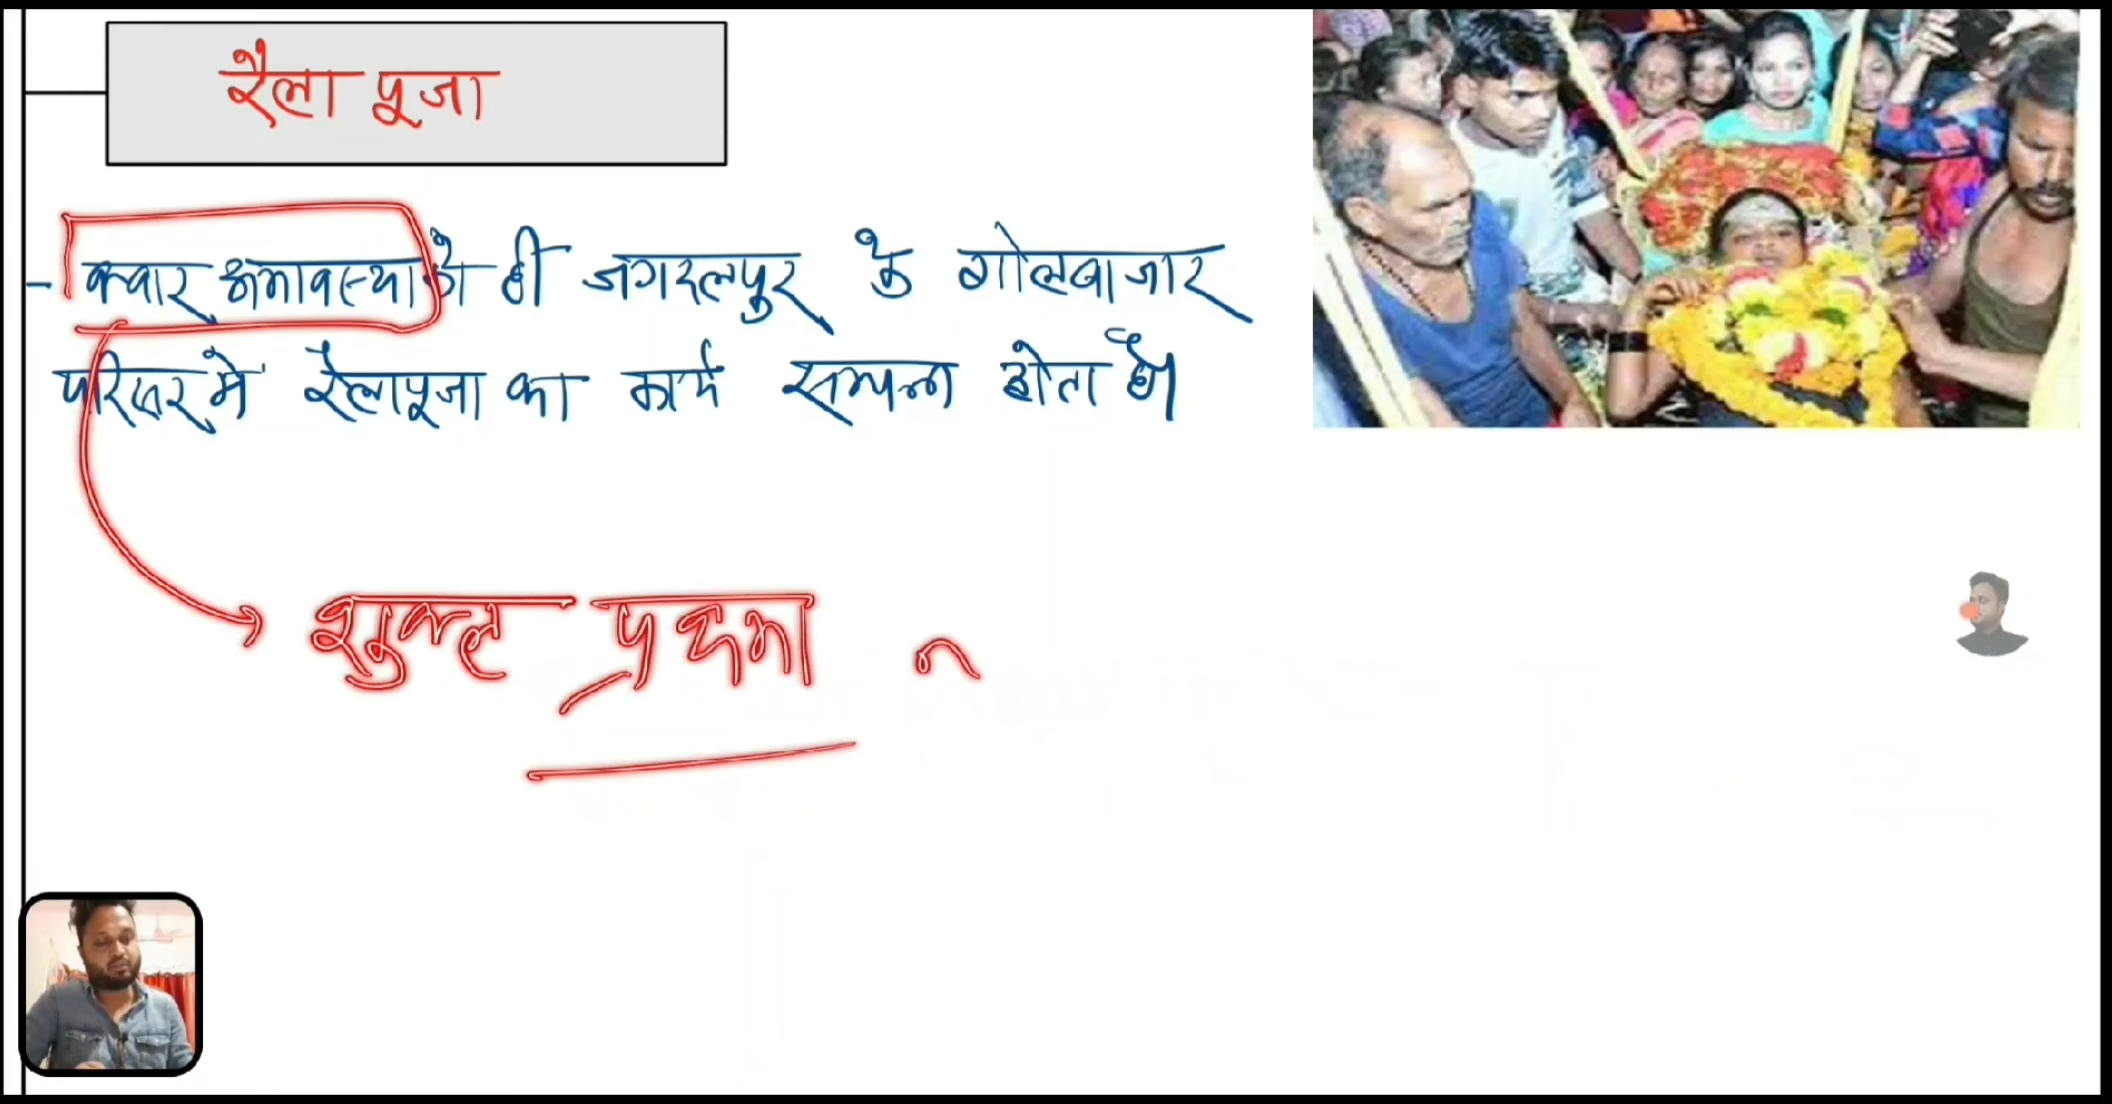 रैला पूजा
- क्वार अमावस्या को ही जगदलपुर के गोलबाजार
परिसर में रैलापूजा का कार्य सम्पन्न होता है।
शुक्ल प्रथमा